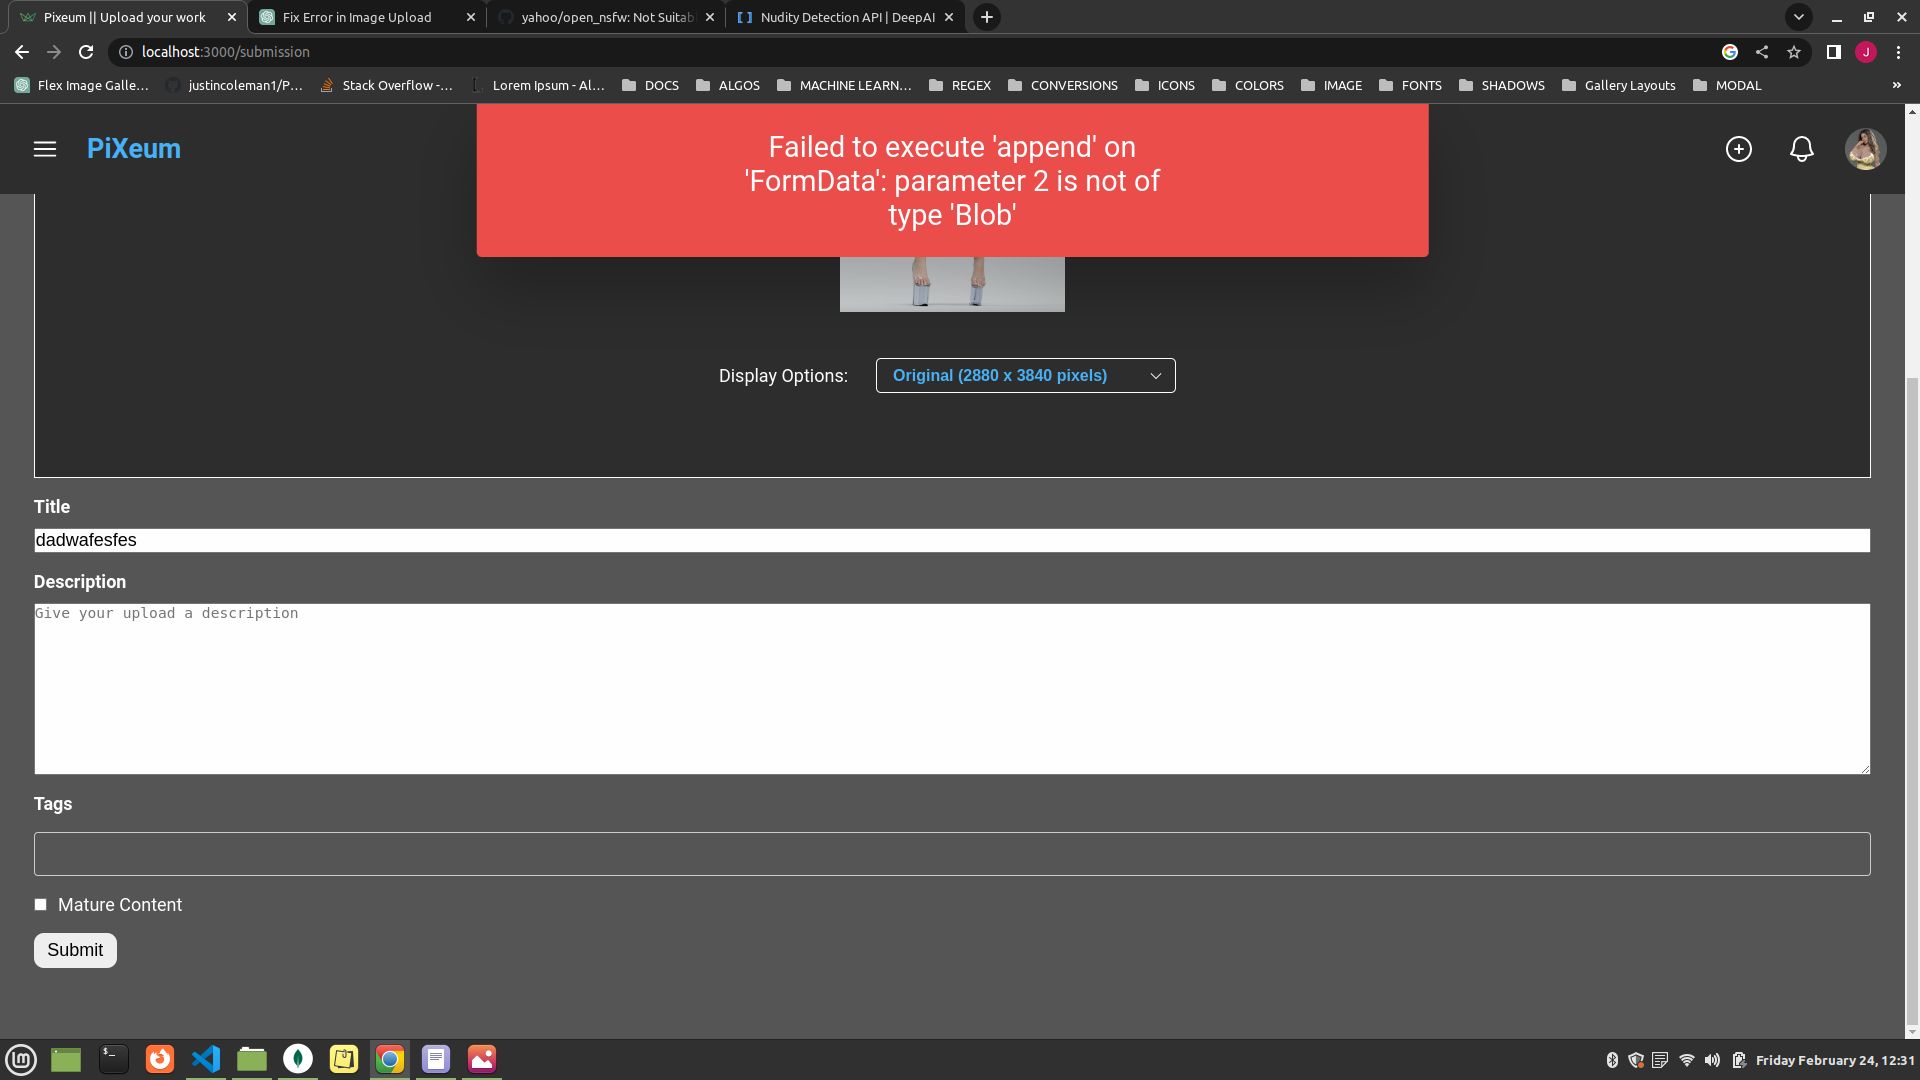 Pixeum || Upload your work
Fix Error in Image Upload
yahoo/open_nsfw: Not Suitab
Nudity Detection API | DeepAI
localhost:3000/submission
J
Flex Image Galle...
justincoleman1/P...
Stack Overflow -...
Lorem Ipsum - Al...
DOCS
ALGOS
MACHINE LEARN...
REGEX
CONVERSIONS
ICONS
COLORS
IMAGE
FONTS
SHADOWS
Gallery Layouts
MODAL
»
PiXeum
Failed to execute 'append' on
'FormData': parameter 2 is not of
type 'Blob'
Display Options:
Original (2880 x 3840 pixels)
Title
dadwafesfes
Description
Give your upload a description
Tags
Mature Content
Submit
Friday February 24, 12:31